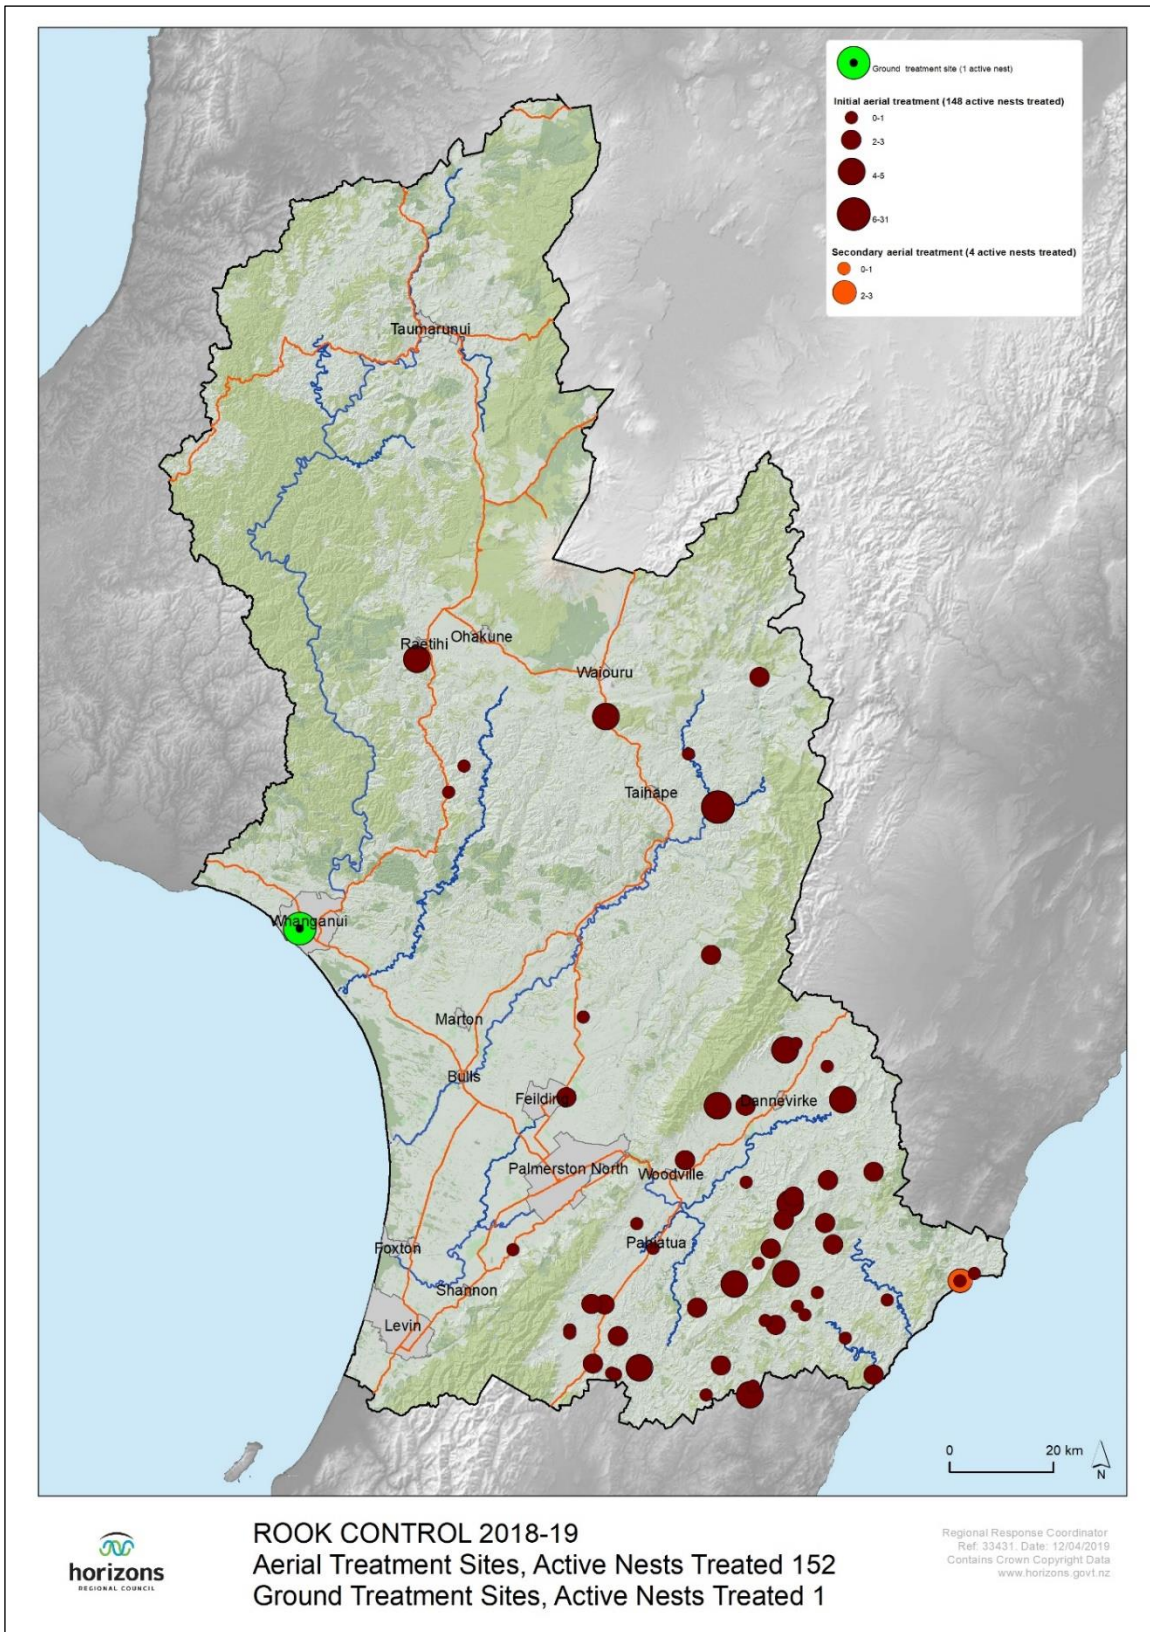 Ground treatment site (1 active nest)
Initial aerial treatment (148 active nests treated)
0-1
2-3
4-5
6-31
Secondary aerial treatment (4 active nests treated)
0-1
2-3
Taumarunui
Raetihi
Ohakune
Waiouru
Taihape
Whanganui
Marton
Bulls
Feilding
Dannevirke
Palmerston North
Woodville
Foxton
Pahiatua
Shannon
Levin
0 20 km
N
horizons
REGIONAL COUNCIL
ROOK CONTROL 2018-19
Aerial Treatment Sites, Active Nests Treated 152
Ground Treatment Sites, Active Nests Treated 1
Regional Response Coordinator
Ref: 33431. Date: 12/04/2019
Contains Crown Copyright Data
www.horizons.govt.nz